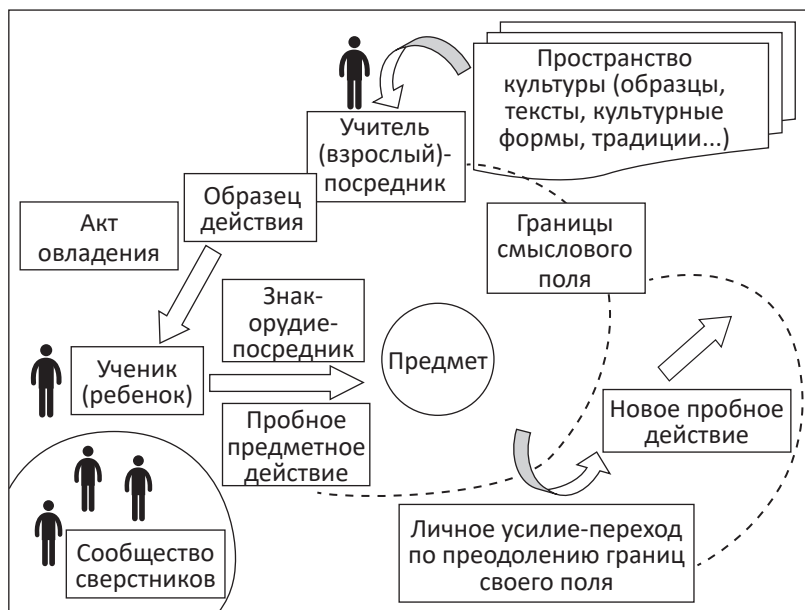 Пространство
культуры (образцы,
тексты, культурные
формы, традиции...)
Учитель
(взрослый)-
посредник
Образец
действия
Акт
овладения
Границы
смыслового
поля
Знак-
орудие-
посредник
Предмет
Ученик
(ребенок)
Пробное
предметное
действие
Новое пробное
действие
Личное усилие-переход
по преодолению границ
своего поля
Сообщество
сверстников